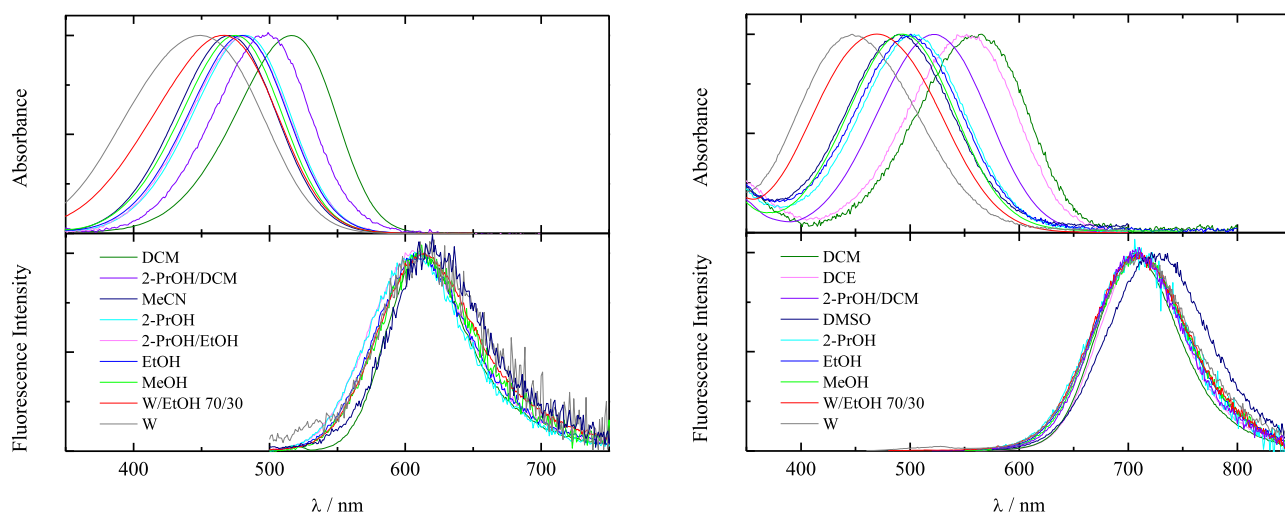 Absorbance
Fluorescence Intensity
DCM
2-PrOH/DCM
MeCN
2-PrOH
2-PrOH/EtOH
EtOH
MeOH
W/EtOH 70/30
W
400 500 600 700
λ / nm
Absorbance
Fluorescence Intensity
DCM
DCE
2-PrOH/DCM
DMSO
2-PrOH
EtOH
MeOH
W/EtOH 70/30
W
400 500 600 700 800
λ / nm